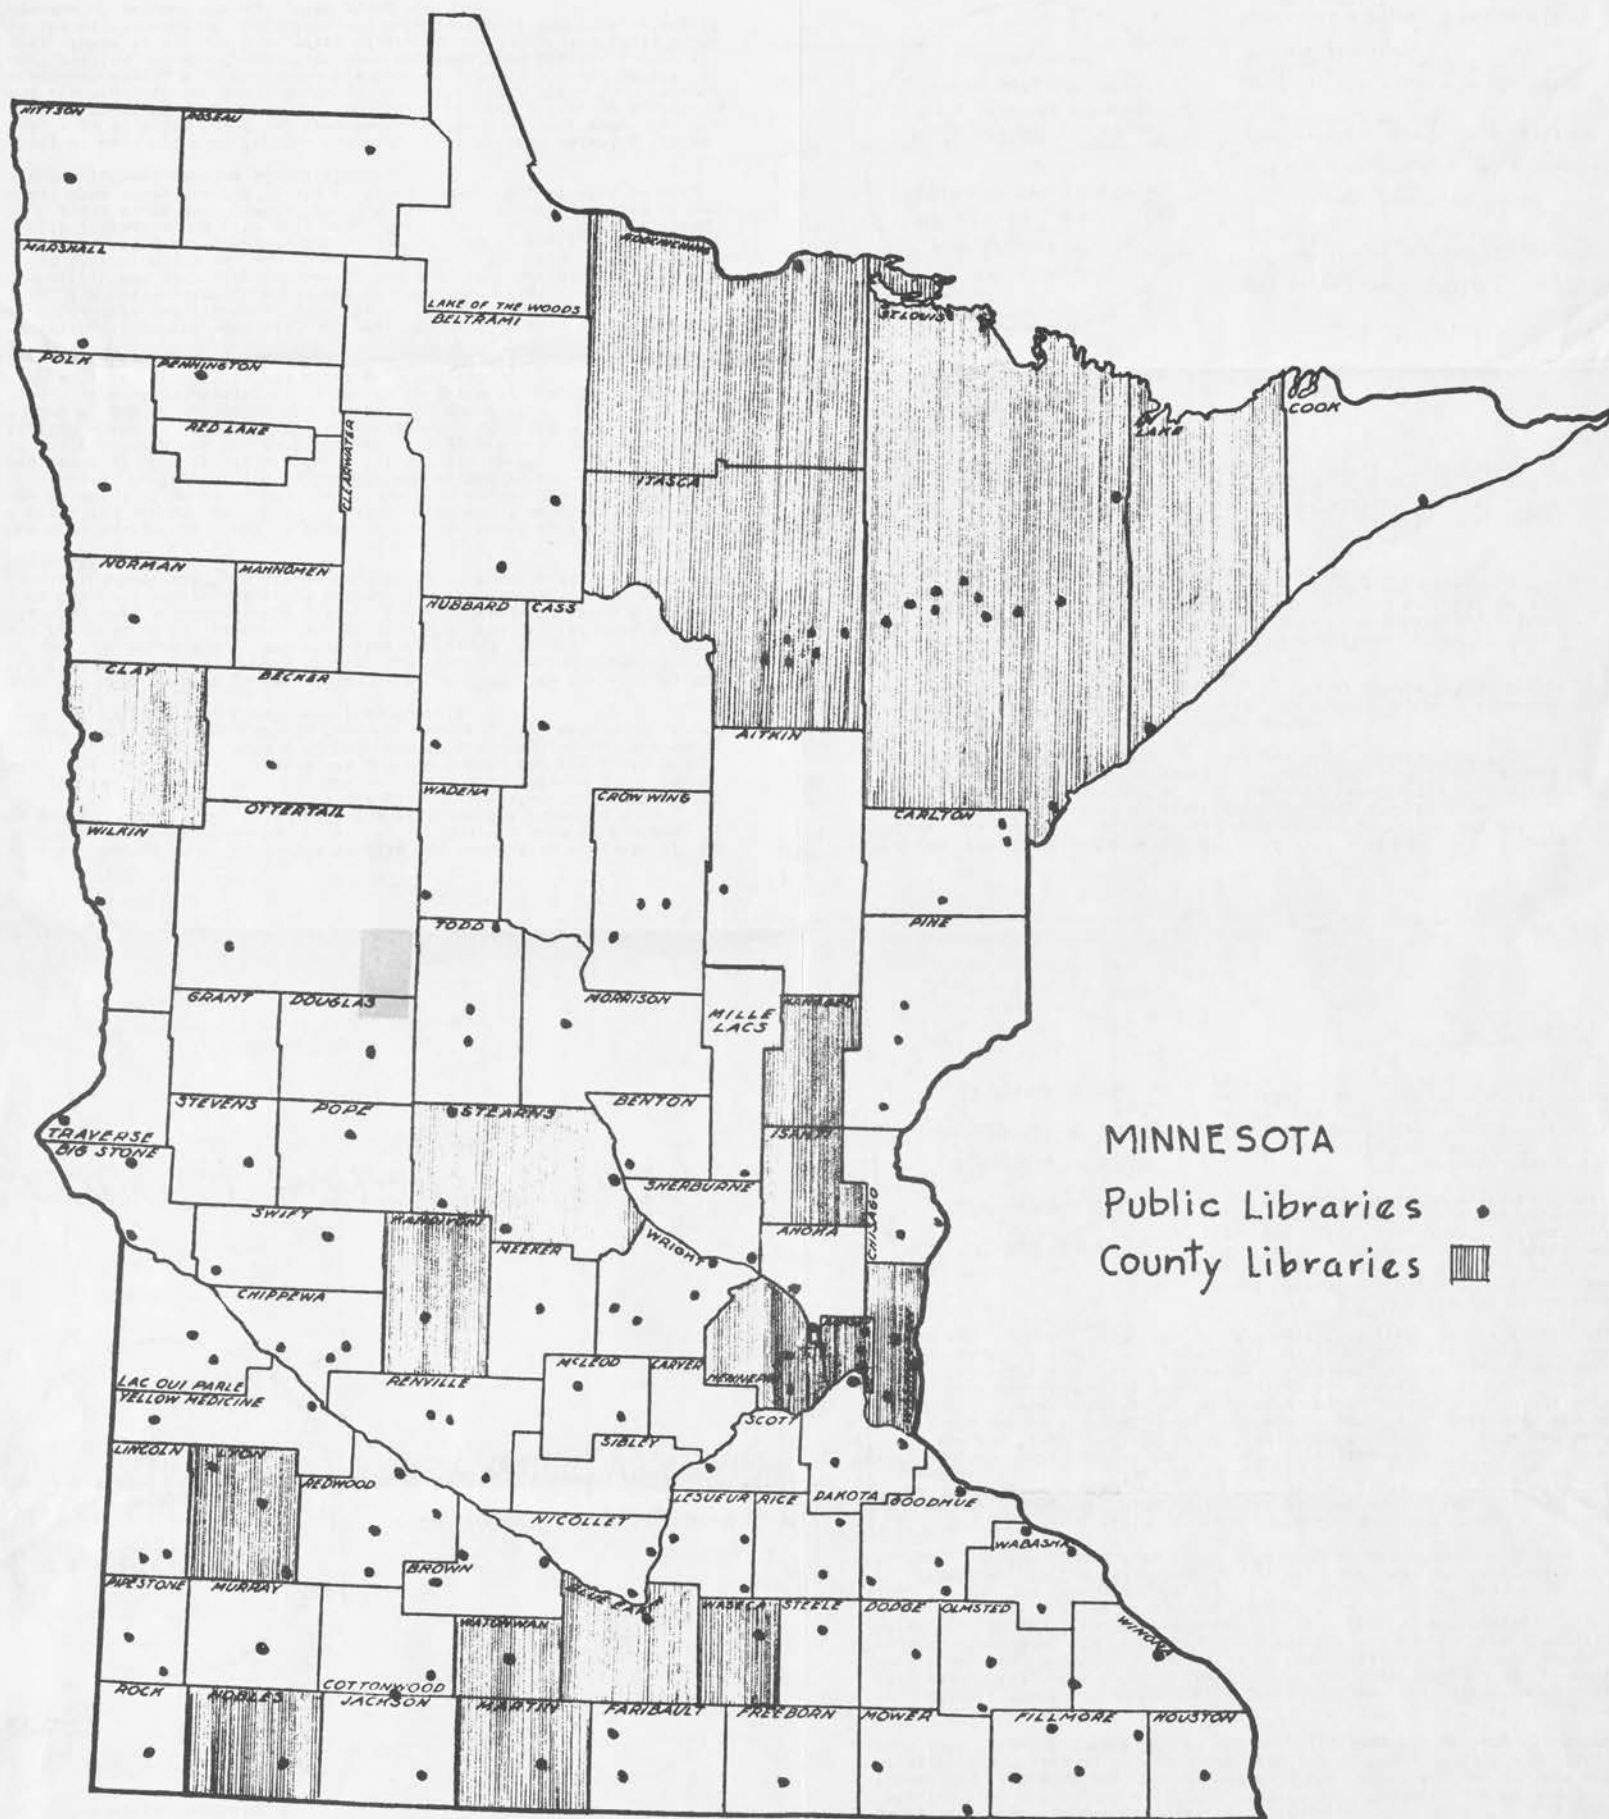 KITTSON
ROSEAU
MARSHALL
LAKE OF THE WOODS
BELTRAMI
KOOCHICHING
ST LOUIS
POLK
PENNINGTON
RED LAKE
CLEARWATER
ITASCA
LAKE
COOK
NORMAN
MAHNOMEN
HUBBARD
CASS
CLAY
BECKER
AITKIN
WADENA
CROW WING
OTTERTAIL
WILKIN
CARLTON
TODD
PINE
GRANT
DOUGLAS
MORRISON
MILLE
LACS
KANABEC
STEVENS
POPE
STEARNS
BENTON
TRAVERSE
BIG STONE
ISANTI
SHERBURNE
MINNESOTA
Public Libraries
County Libraries
SWIFT
KANDIYOHI
MEEKER
WRIGHT
ANOKA
CHISAGO
CHIPPEWA
LAC QUI PARLE
YELLOW MEDICINE
RENVILLE
McLEOD
CARVER
HENNEPIN
SCOTT
SIBLEY
LINCOLN
LYON
REDWOOD
NICOLLET
LESUEUR
RICE
DAKOTA
GOODHUE
WABASHA
BROWN
PIPESTONE
MURRAY
BLUE EARTH
WASECA
STEELE
DODGE
OLMSTED
WINONA
WATONWAN
COTTONWOOD
JACKSON
ROCK
NOBLES
MARTIN
FARIBAULT
FREEBORN
MOWER
FILLMORE
HOUSTON